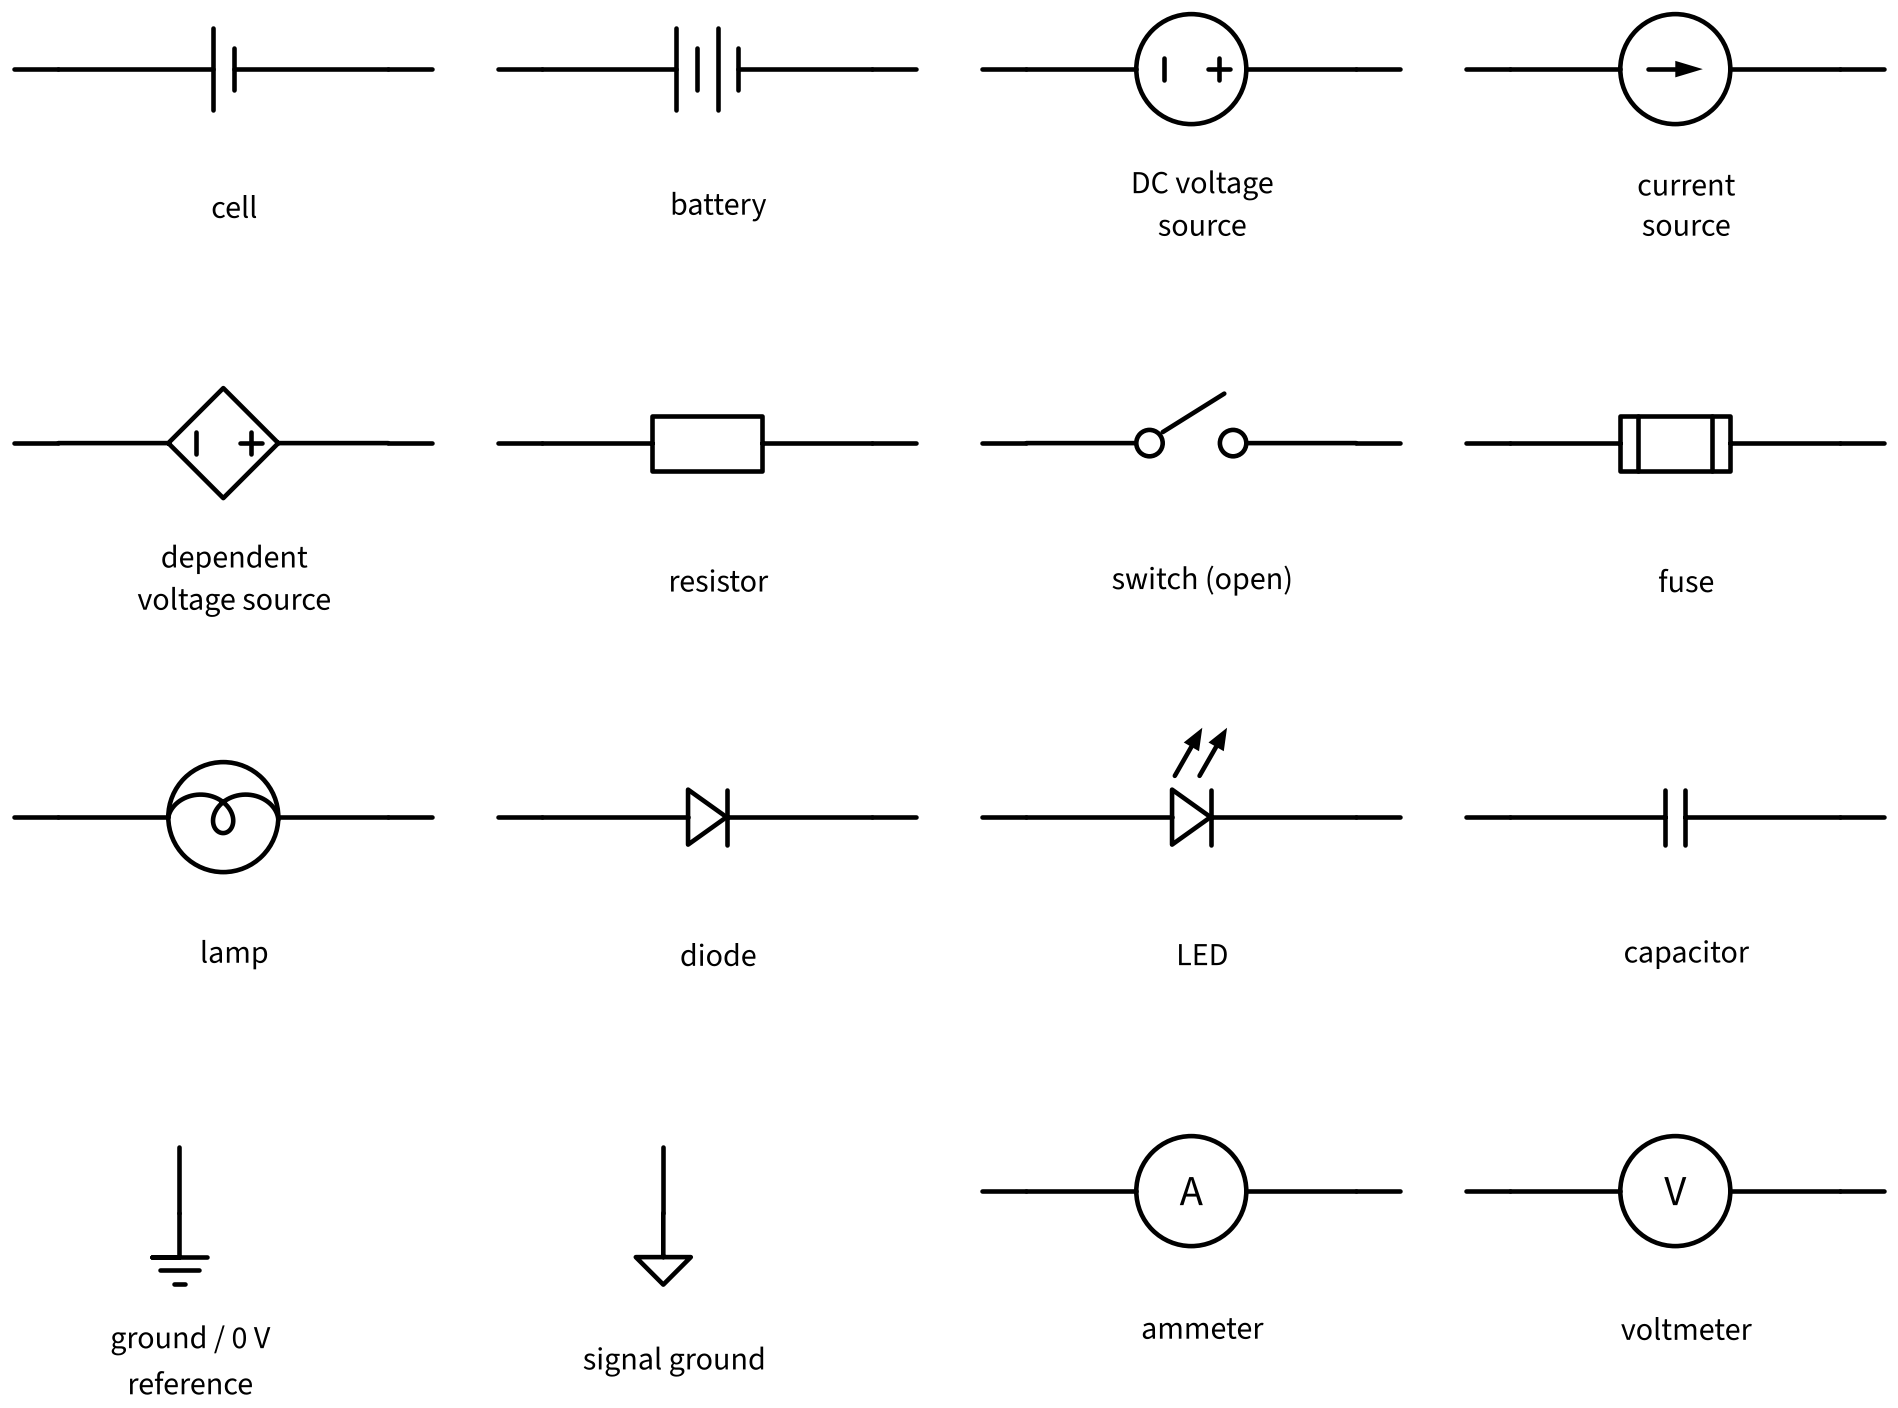 cell
battery
DC voltage
source
current
source
dependent
voltage source
resistor
switch (open)
fuse
lamp
diode
LED
capacitor
A
V
ground / 0 V
reference
signal ground
ammeter
voltmeter